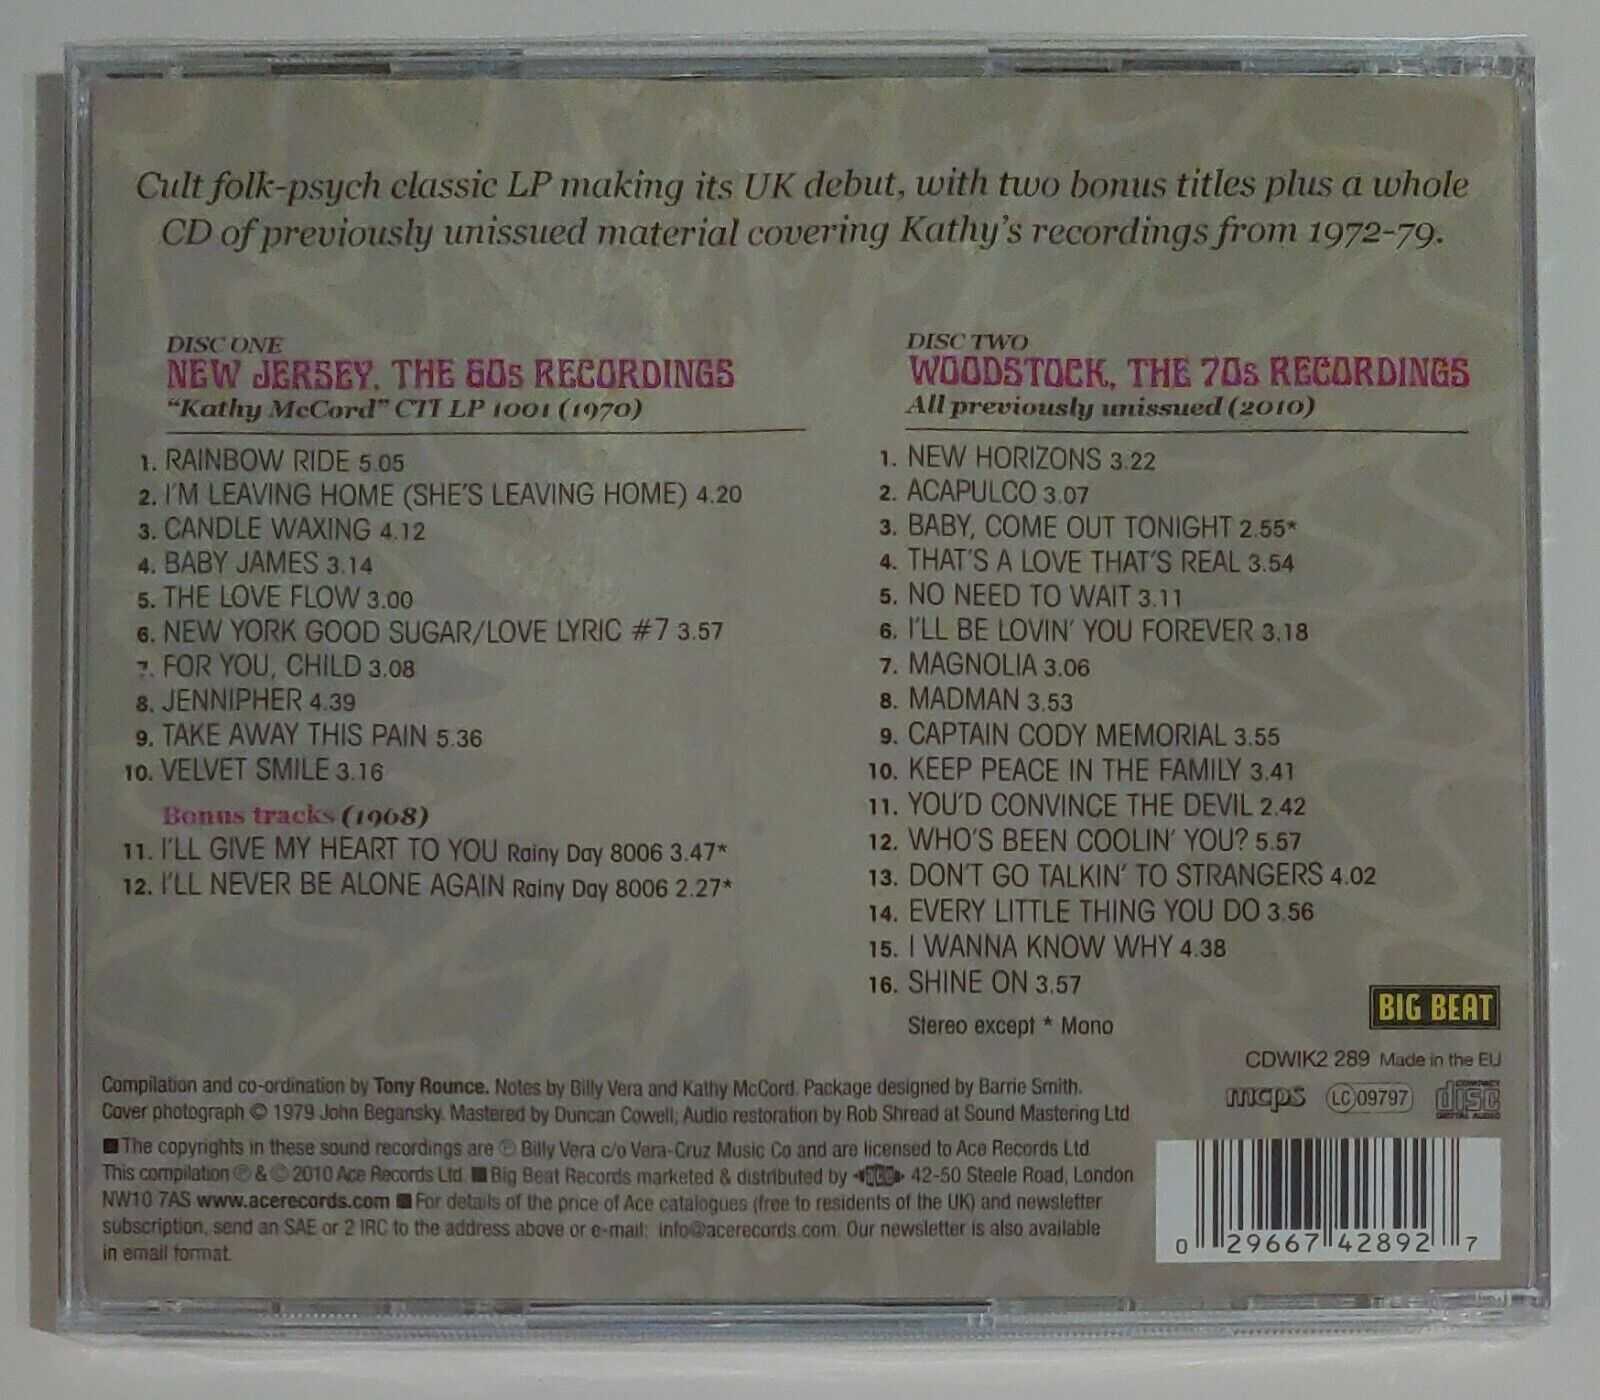 Cult folk-psych classic LP making its UK debut, with two bonus titles plus a whole
CD of previously unissued material covering Kathy's recordings from 1972-79.
DISC ONE
NEW JERSEY, THE 60s RECORDINGS
"Kathy McCord" CTI LP 1001 (1970)
1. RAINBOW RIDE 5.05
2. I'M LEAVING HOME (SHE'S LEAVING HOME) 4.20
3. CANDLE WAXING 4.12
4. BABY JAMES 3.14
5. THE LOVE FLOW 3.00
6. NEW YORK GOOD SUGAR/LOVE LYRIC #7 3.57
7. FOR YOU, CHILD 3.08
8. JENNIPHER 4.39
9. TAKE AWAY THIS PAIN 5.36
10. VELVET SMILE 3.16
Bonus tracks (1968)
11. I'LL GIVE MY HEART TO YOU Rainy Day 8006 3.47*
12. I'LL NEVER BE ALONE AGAIN Rainy Day 8006 2.27*
DISC TWO
WOODSTOCK, THE 70s RECORDINGS
All previously unissued (2010)
1. NEW HORIZONS 3.22
2. ACAPULCO 3.07
3. BABY, COME OUT TONIGHT 2.55*
4. THAT'S A LOVE THAT'S REAL 3.54
5. NO NEED TO WAIT 3.11
6. I'LL BE LOVIN' YOU FOREVER 3.18
7. MAGNOLIA 3.06
8. MADMAN 3.53
9. CAPTAIN CODY MEMORIAL 3.55
10. KEEP PEACE IN THE FAMILY 3.41
11. YOU'D CONVINCE THE DEVIL 2.42
12. WHO'S BEEN COOLIN' YOU? 5.57
13. DON'T GO TALKIN' TO STRANGERS 4.02
14. EVERY LITTLE THING YOU DO 3.56
15. I WANNA KNOW WHY 4.38
16. SHINE ON 3.57
Stereo except * Mono
BIG BEAT
CDWIK2 289 Made in the EU
mcps LC 09797 COMPACT disc DIGITAL AUDIO
Compilation and co-ordination by Tony Rounce. Notes by Billy Vera and Kathy McCord. Package designed by Barrie Smith.
Cover photograph © 1979 John Begansky. Mastered by Duncan Cowell; Audio restoration by Rob Shread at Sound Mastering Ltd
■ The copyrights in these sound recordings are ℗ Billy Vera c/o Vera-Cruz Music Co and are licensed to Ace Records Ltd
This compilation ℗ & © 2010 Ace Records Ltd. ■ Big Beat Records marketed & distributed by ace 42-50 Steele Road, London
NW10 7AS www.acerecords.com ■ For details of the price of Ace catalogues (free to residents of the UK) and newsletter
subscription, send an SAE or 2 IRC to the address above or e-mail: info@acerecords.com. Our newsletter is also available
in email format.
0 29667 42892 7